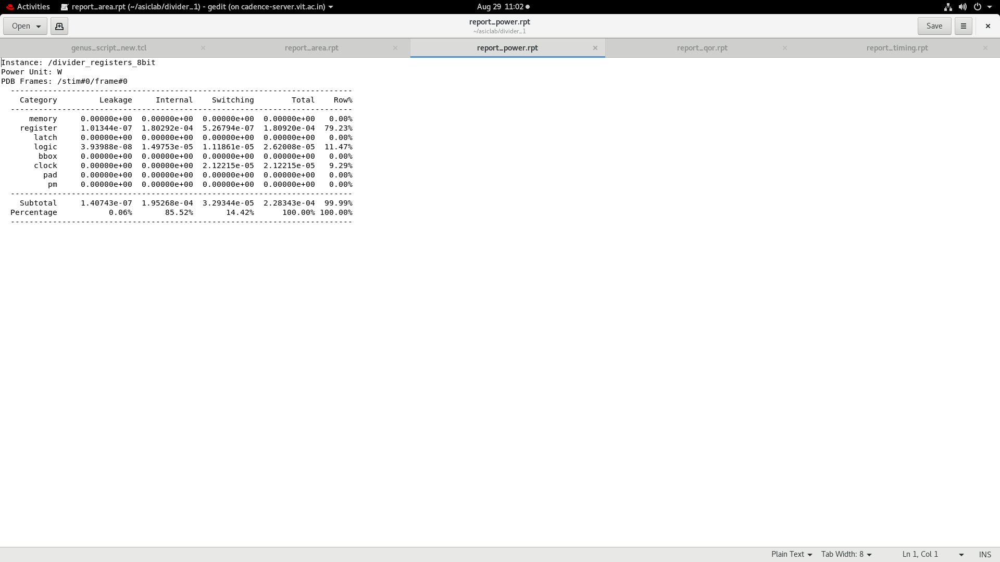 Activities report_area.rpt (~/asiclab/divider_1) - gedit (on cadence-server.vit.ac.in) Aug 29 11:02
Open report_power.rpt Save
~/asiclab/divider_1
genus_script_new.tcl report_area.rpt report_power.rpt report_qor.rpt report_timing.rpt
Instance: /divider_registers_8bit
Power Unit: W
PDB Frames: /stim#0/frame#0
-------------------------------------------------------------------------
Category Leakage Internal Switching Total Row%
-------------------------------------------------------------------------
memory 0.00000e+00 0.00000e+00 0.00000e+00 0.00000e+00 0.00%
register 1.01344e-07 1.80292e-04 5.26794e-07 1.80920e-04 79.23%
latch 0.00000e+00 0.00000e+00 0.00000e+00 0.00000e+00 0.00%
logic 3.93988e-08 1.49753e-05 1.11861e-05 2.62008e-05 11.47%
bbox 0.00000e+00 0.00000e+00 0.00000e+00 0.00000e+00 0.00%
clock 0.00000e+00 0.00000e+00 2.12215e-05 2.12215e-05 9.29%
pad 0.00000e+00 0.00000e+00 0.00000e+00 0.00000e+00 0.00%
pm 0.00000e+00 0.00000e+00 0.00000e+00 0.00000e+00 0.00%
-------------------------------------------------------------------------
Subtotal 1.40743e-07 1.95268e-04 3.29344e-05 2.28343e-04 99.99%
Percentage 0.06% 85.52% 14.42% 100.00% 100.00%
-------------------------------------------------------------------------
Plain Text Tab Width: 8 Ln 1, Col 1 INS